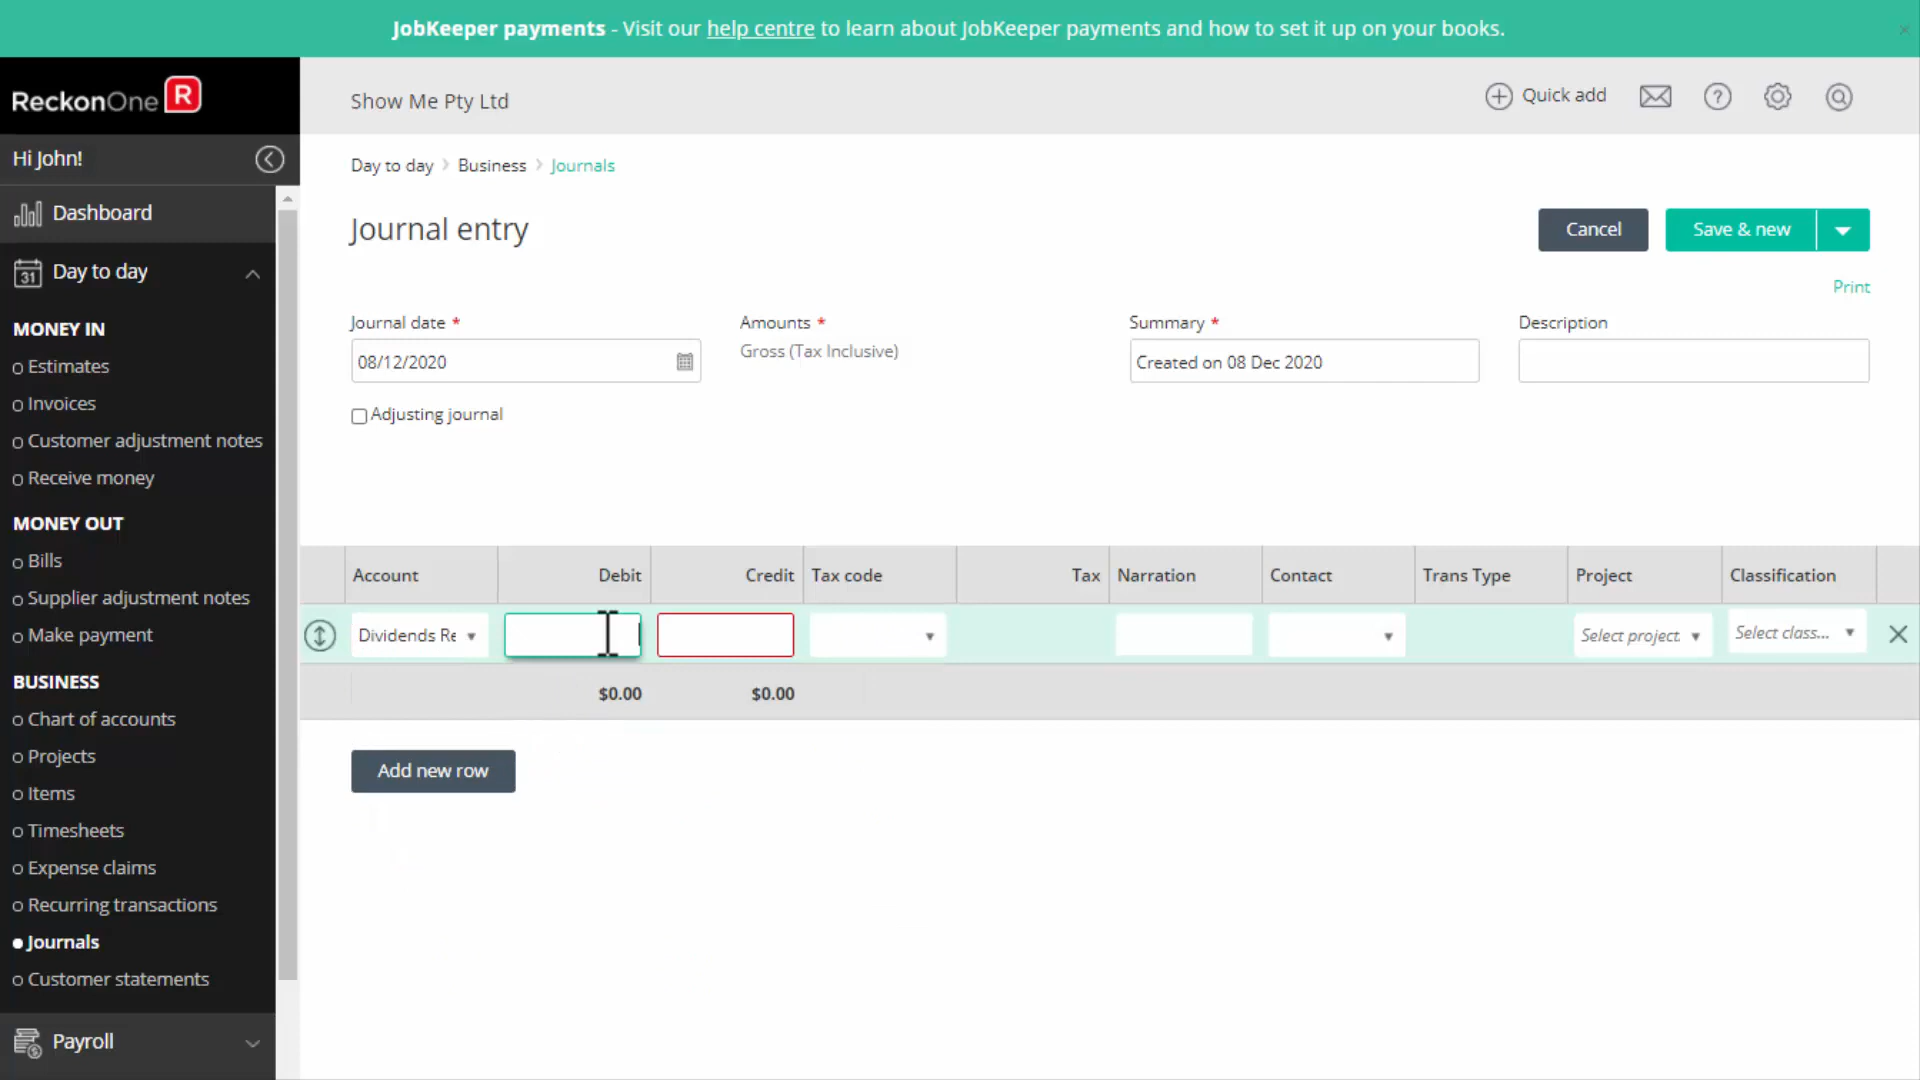 JobKeeper payments - Visit our help centre to learn about JobKeeper payments and how to set it up on your books.
ReckonOne R
Show Me Pty Ltd
Quick add
Hi John!
Dashboard
Day to day
MONEY IN
Estimates
Invoices
Customer adjustment notes
Receive money
MONEY OUT
Bills
Supplier adjustment notes
Make payment
BUSINESS
Chart of accounts
Projects
Items
Timesheets
Expense claims
Recurring transactions
Journals
Customer statements
Payroll
Day to day > Business > Journals
Journal entry
Cancel
Save & new
Print
Journal date *
08/12/2020
Amounts *
Gross (Tax Inclusive)
Summary *
Created on 08 Dec 2020
Description
Adjusting journal
Account Debit Credit Tax code Tax Narration Contact Trans Type Project Classification
Dividends Re Select project. Select class...
$0.00 $0.00
Add new row